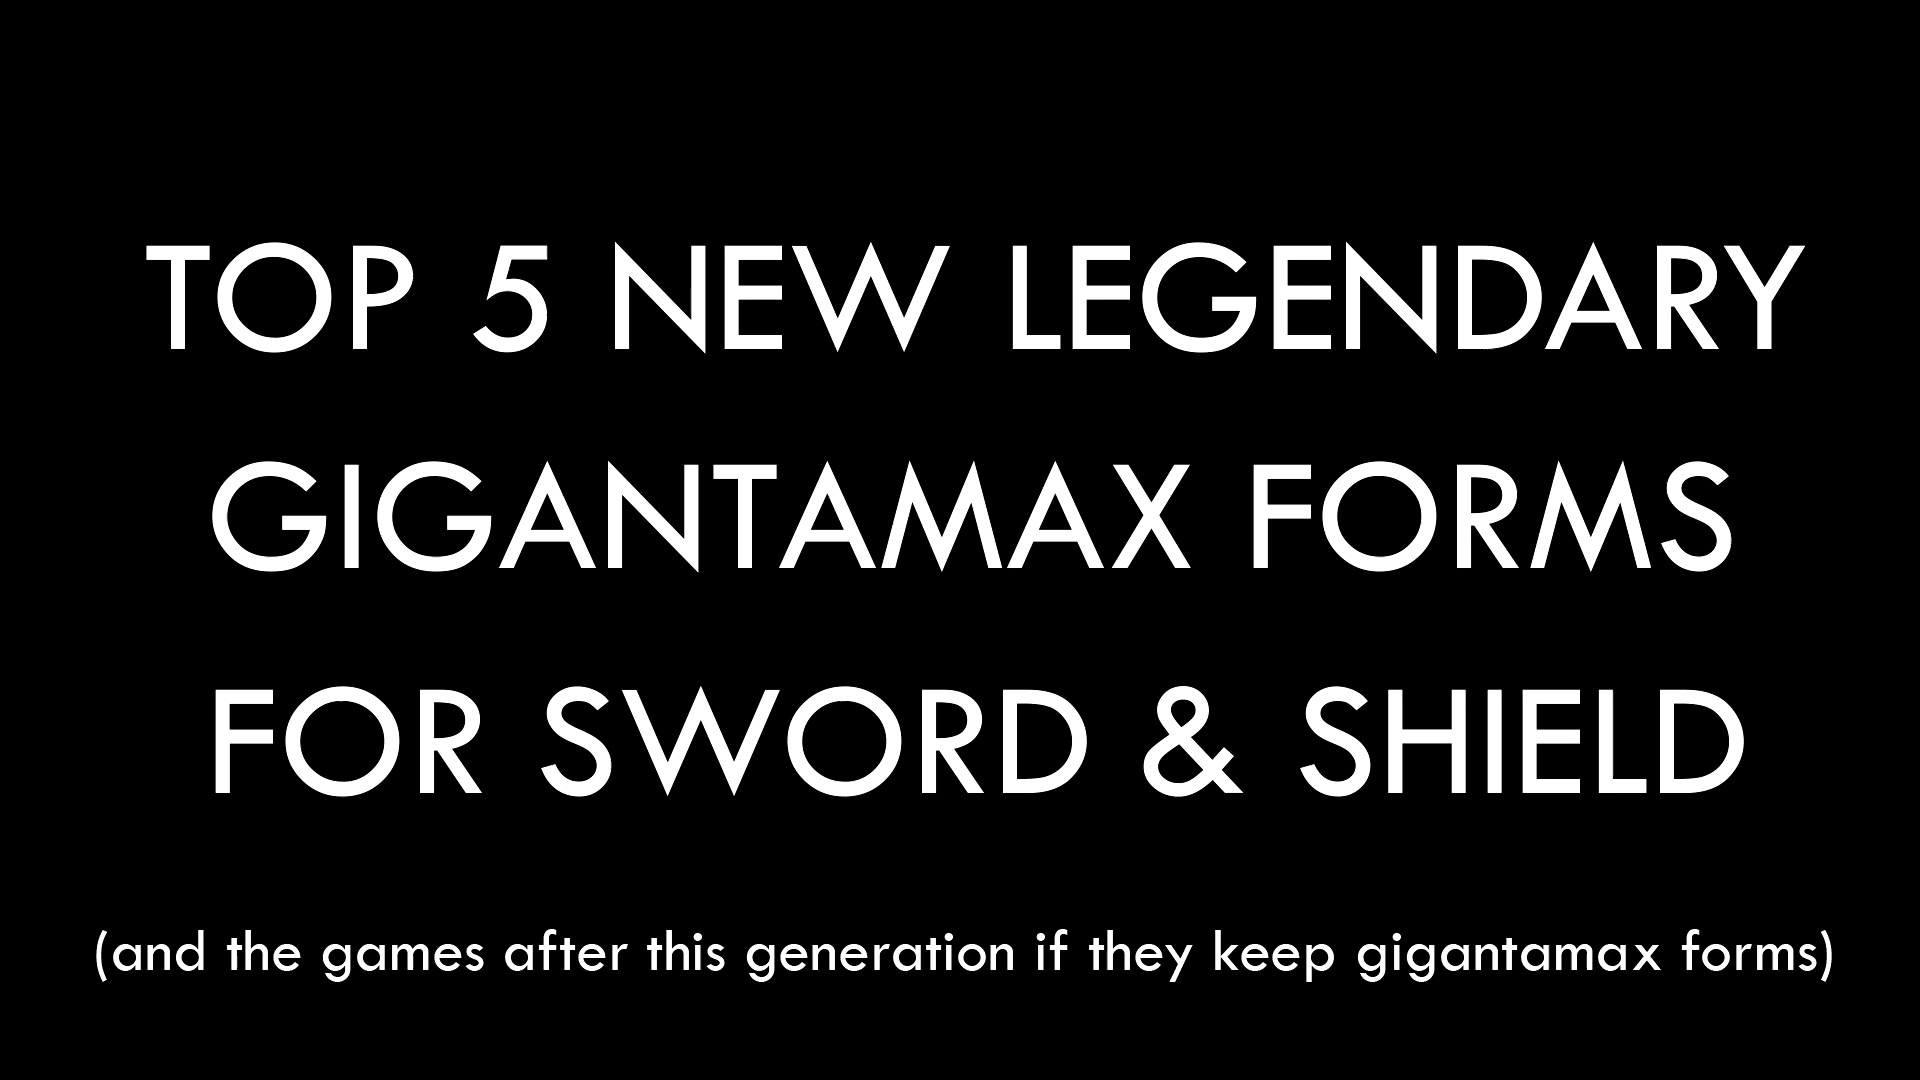 TOP 5 NEW LEGENDARY
GIGANTAMAX FORMS
FOR SWORD & SHIELD
(and the games after this generation if they keep gigantamax forms)